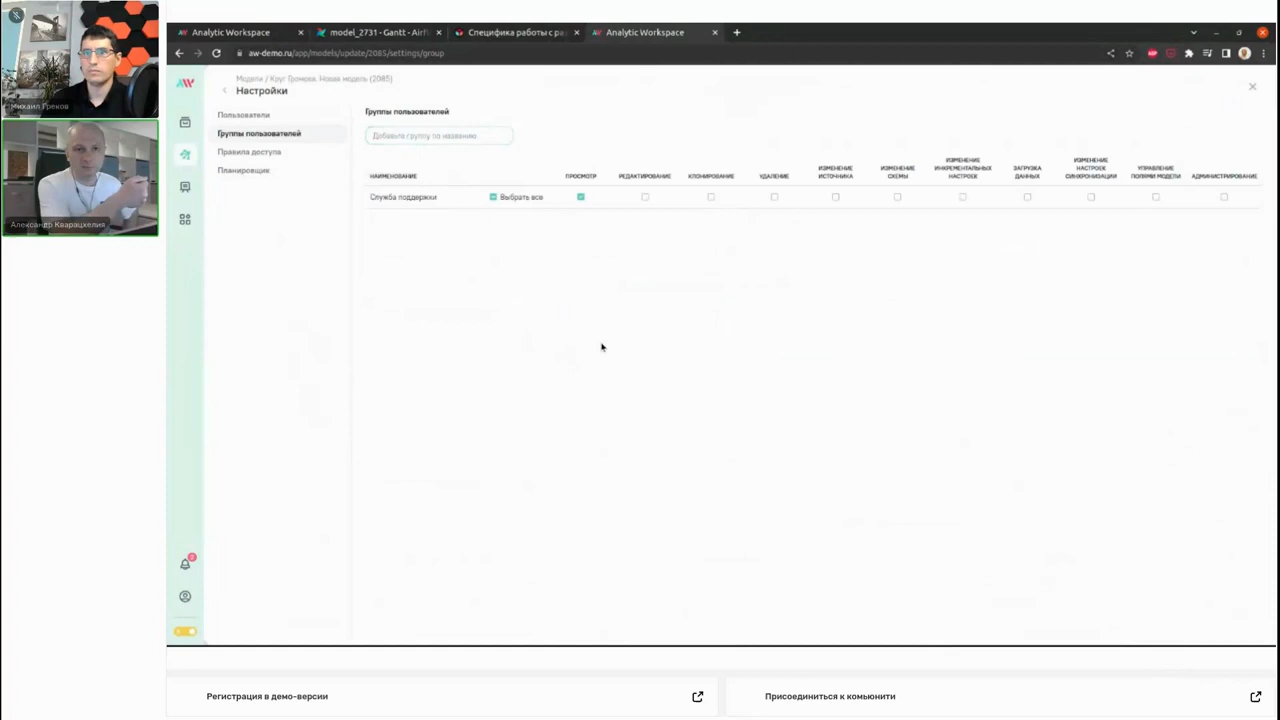 Михаил Греков
Александр Кварацхелия
Analytic Workspace
model_2731 - Gantt - Airfl
Специфика работы с ра
Analytic Workspace
aw-demo.ru/app/models/update/2085/settings/group
Модели / Круг Громова. Новая модель (2085)
Настройки
Пользователи
Группы пользователей
Правила доступа
Планировщик
Группы пользователей
Добавьте группу по названию
НАИМЕНОВАНИЕ
ПРОСМОТР
РЕДАКТИРОВАНИЕ
КЛОНИРОВАНИЕ
УДАЛЕНИЕ
ИЗМЕНЕНИЕ
ИСТОЧНИКА
ИЗМЕНЕНИЕ
СХЕМЫ
ИЗМЕНЕНИЕ
ИНКРЕМЕНТАЛЬНЫХ
НАСТРОЕК
ЗАГРУЗКА
ДАННЫХ
ИЗМЕНЕНИЕ
НАСТРОЕК
СИНХРОНИЗАЦИИ
УПРАВЛЕНИЕ
ПОЛЯМИ МОДЕЛИ
АДМИНИСТРИРОВАНИЕ
Служба поддержки
Выбрать все
Регистрация в демо-версии
Присоединиться к комьюнити